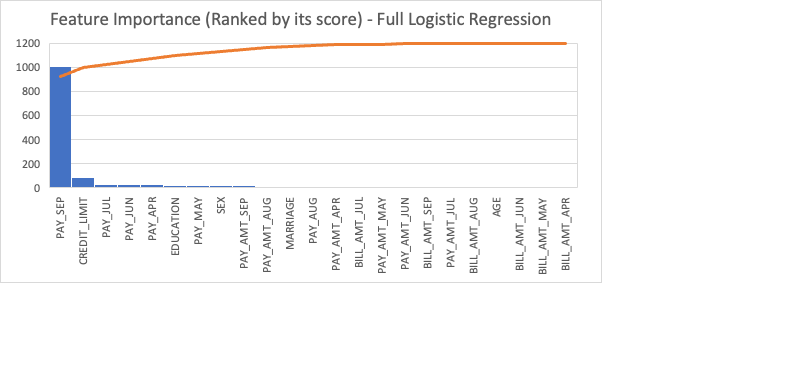 Feature Importance (Ranked by its score) - Full Logistic Regression
1200
1000
800
600
400
200
0
PAY_SEP
CREDIT_LIMIT
PAY_JUL
PAY_JUN
PAY_APR
EDUCATION
PAY_MAY
SEX
PAY_AMT_SEP
PAY_AMT_AUG
MARRIAGE
PAY_AUG
PAY_AMT_APR
BILL_AMT_JUL
PAY_AMT_MAY
PAY_AMT_JUN
BILL_AMT_SEP
PAY_AMT_JUL
BILL_AMT_AUG
AGE
BILL_AMT_JUN
BILL_AMT_MAY
BILL_AMT_APR